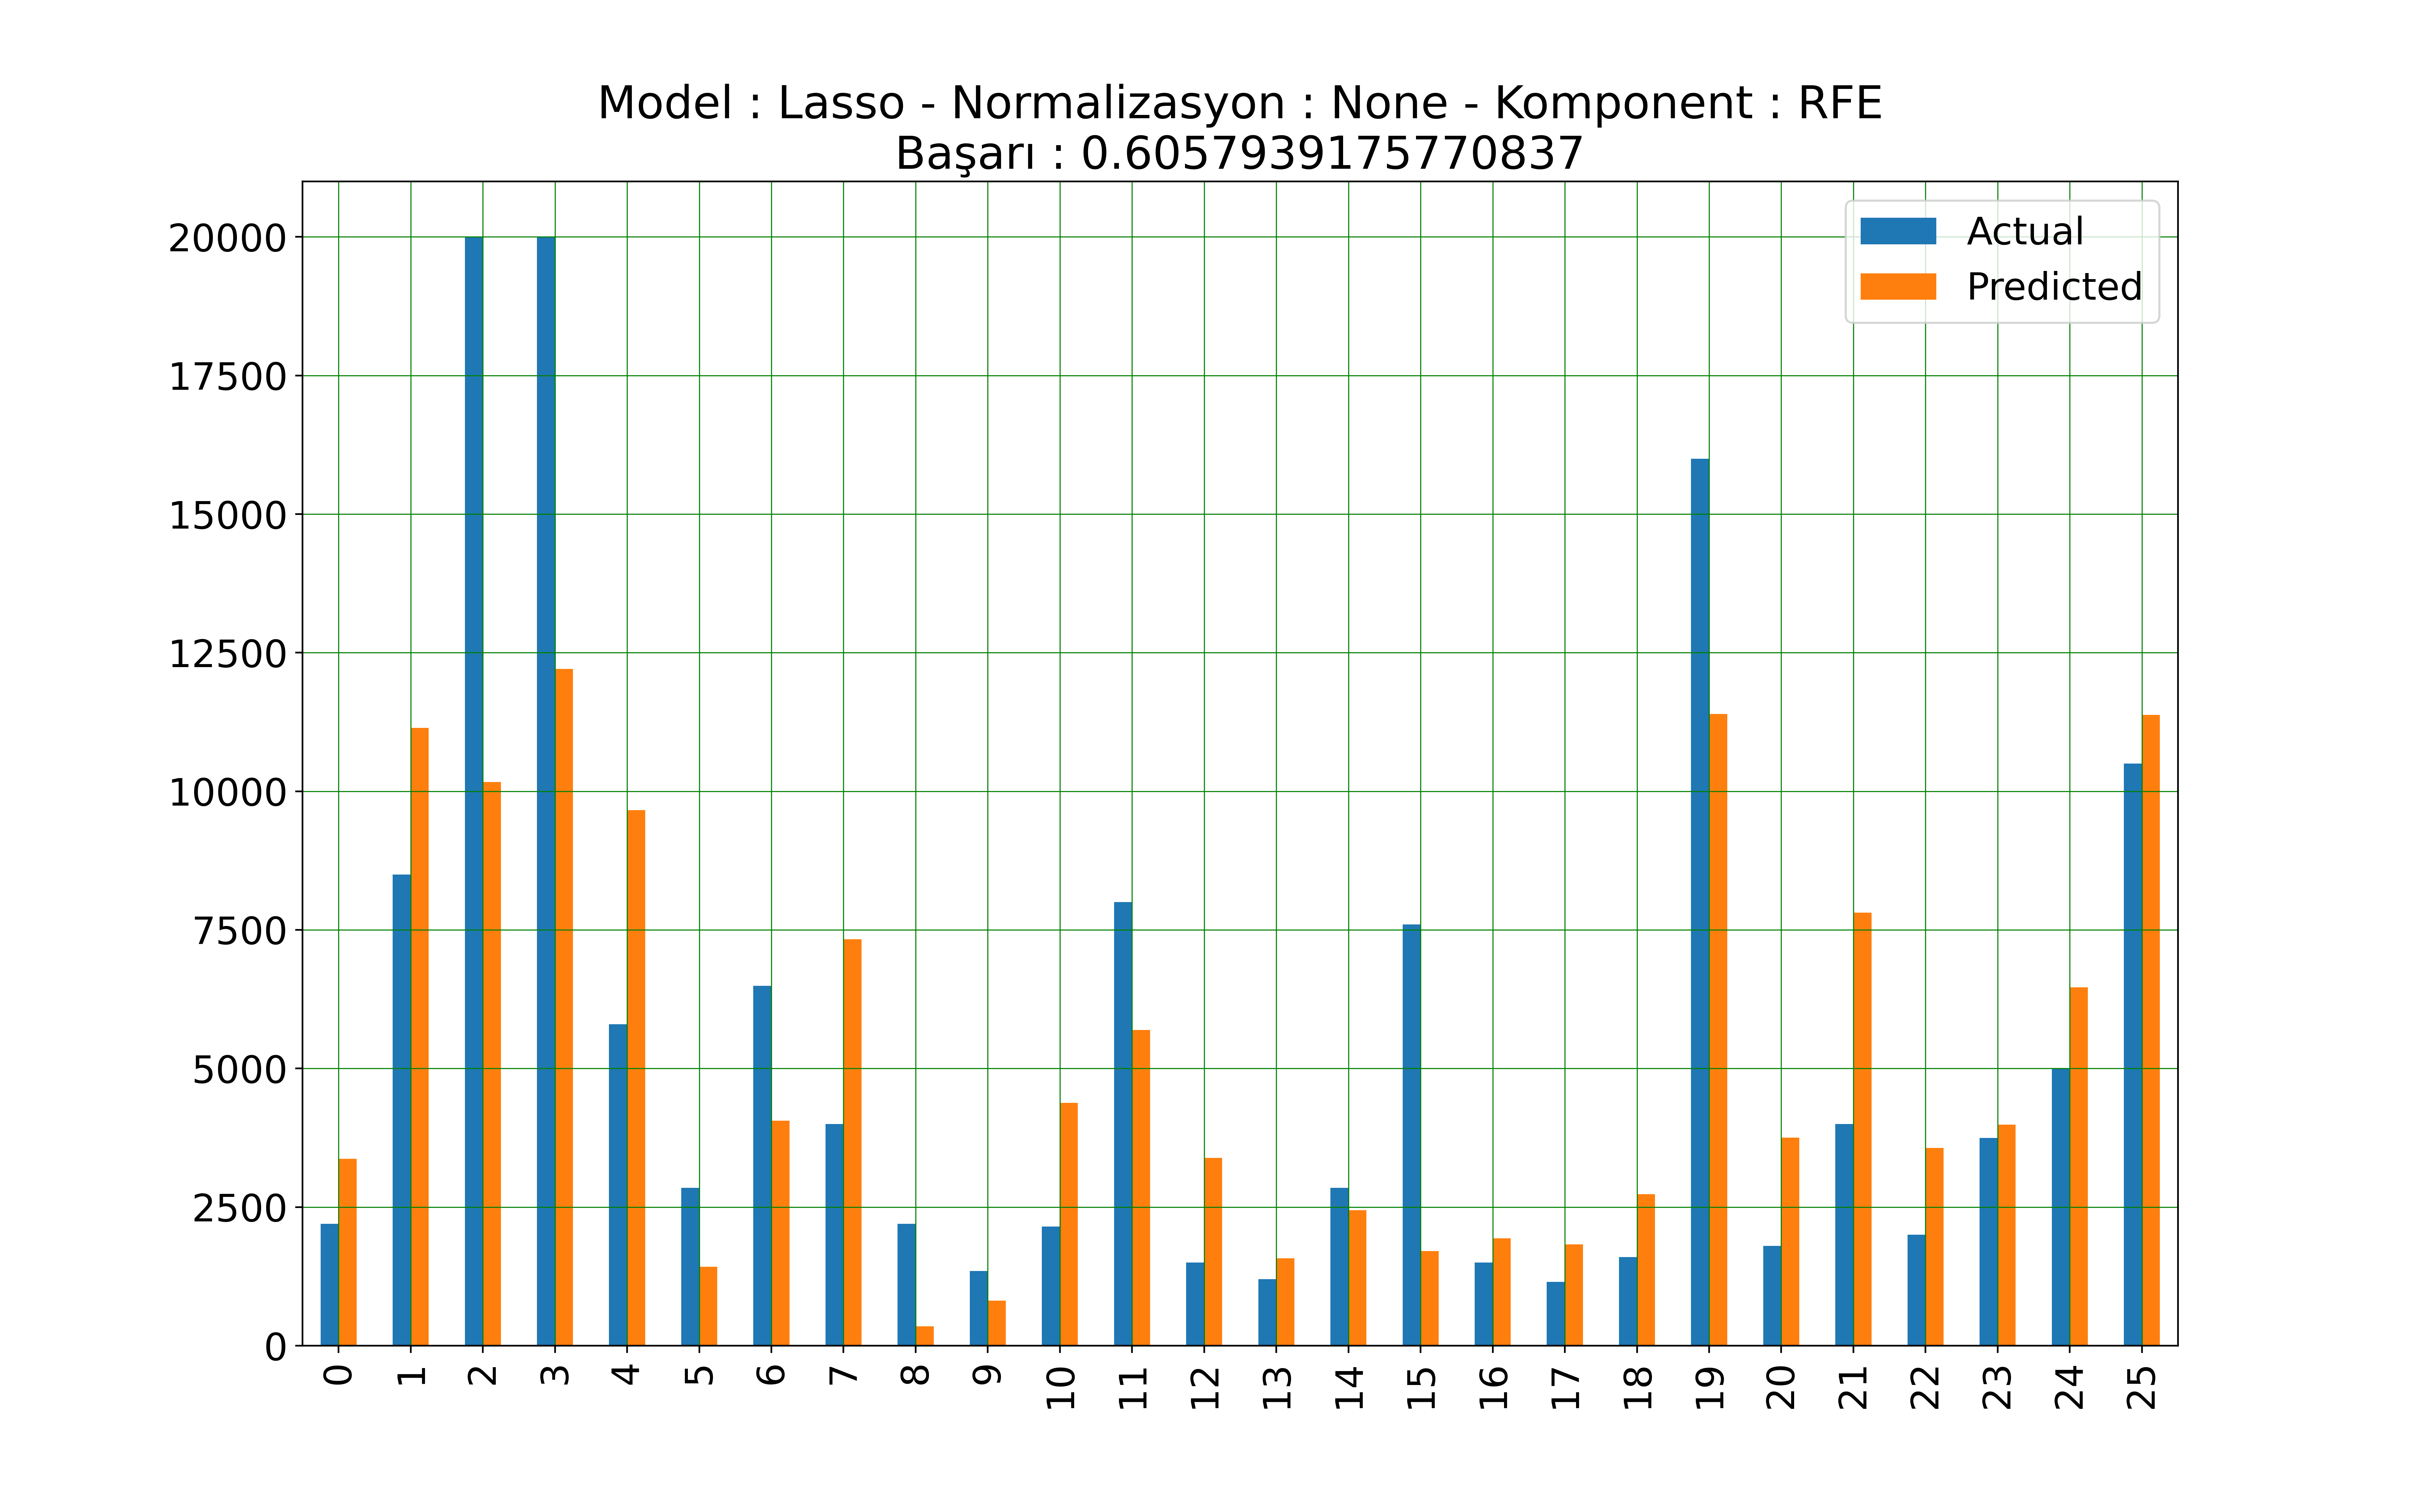 Model : Lasso - Normalizasyon : None - Komponent : RFE
Başarı : 0.6057939175770837
Actual
Predicted
20000
17500
15000
12500
10000
7500
5000
2500
0
0 1 2 3 4 5 6 7 8 9 10 11 12 13 14 15 16 17 18 19 20 21 22 23 24 25